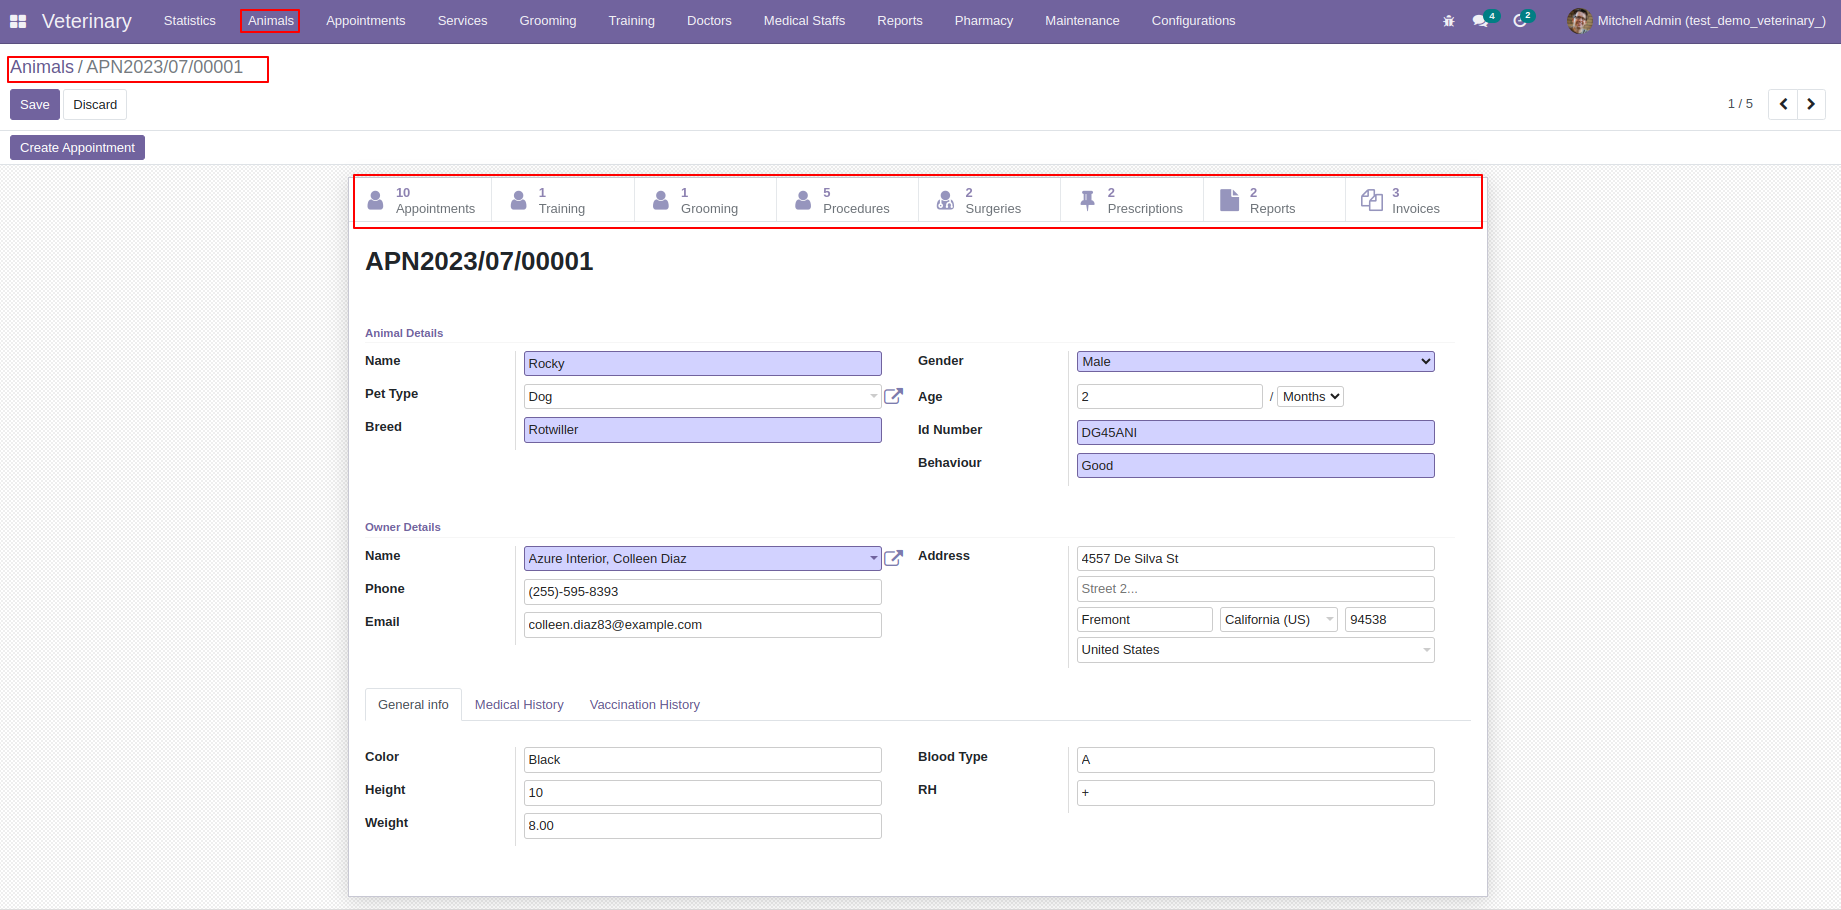 Veterinary Statistics Animals Appointments Services Grooming Training Doctors Medical Staffs Reports Pharmacy Maintenance Configurations 4 2 Mitchell Admin (test_demo_veterinary_)
Animals / APN2023/07/00001
Save Discard 1 / 5
Create Appointment
10 Appointments
1 Training
1 Grooming
5 Procedures
2 Surgeries
2 Prescriptions
2 Reports
3 Invoices
APN2023/07/00001
Animal Details
Name Rocky
Pet Type Dog
Breed Rotwiller
Gender Male
Age 2 / Months
Id Number DG45ANI
Behaviour Good
Owner Details
Name Azure Interior, Colleen Diaz
Phone (255)-595-8393
Email colleen.diaz83@example.com
Address 4557 De Silva St
Street 2...
Fremont California (US) 94538
United States
General info Medical History Vaccination History
Color Black
Height 10
Weight 8.00
Blood Type A
RH +